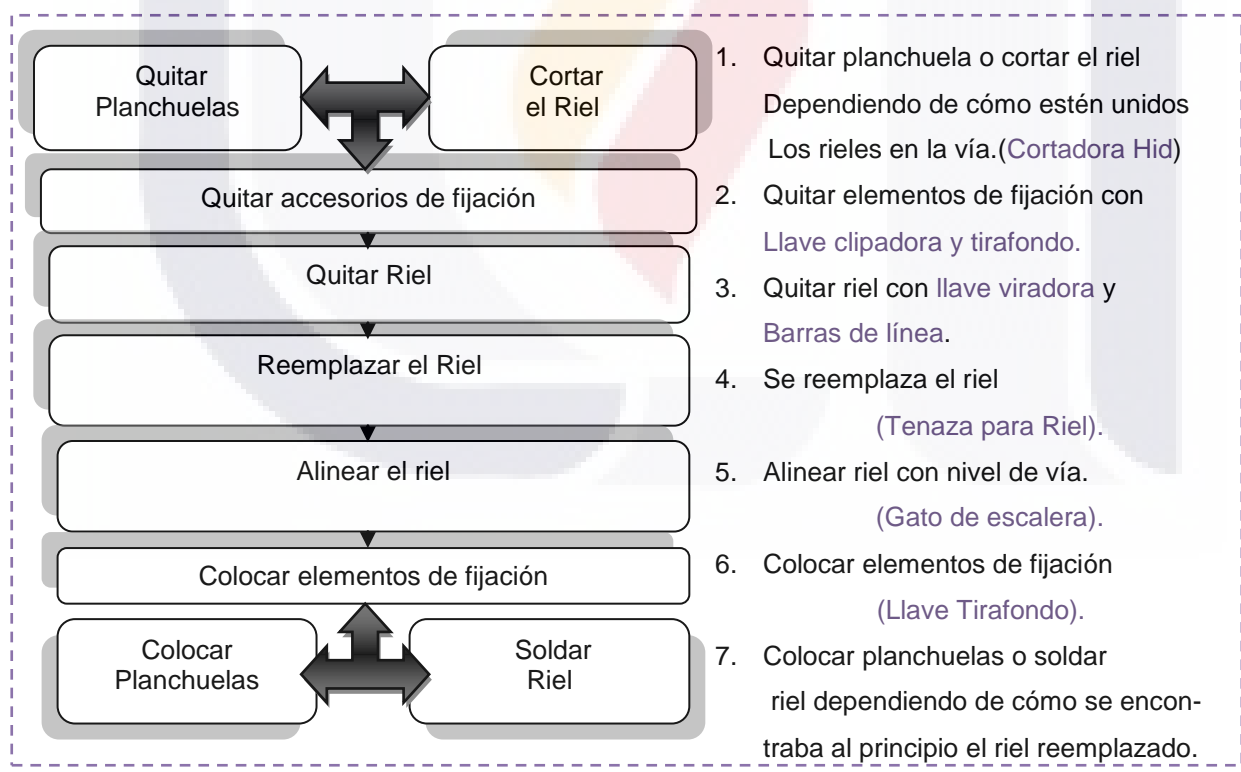 Quitar
Planchuelas
Cortar
el Riel
Quitar accesorios de fijación
Quitar Riel
Reemplazar el Riel
Alinear el riel
Colocar elementos de fijación
Colocar
Planchuelas
Soldar
Riel
1. Quitar planchuela o cortar el riel
Dependiendo de cómo estén unidos
Los rieles en la vía.(Cortadora Hid)
2. Quitar elementos de fijación con
Llave clipadora y tirafondo.
3. Quitar riel con llave viradora y
Barras de línea.
4. Se reemplaza el riel
(Tenaza para Riel).
5. Alinear riel con nivel de vía.
(Gato de escalera).
6. Colocar elementos de fijación
(Llave Tirafondo).
7. Colocar planchuelas o soldar
riel dependiendo de cómo se encon-
traba al principio el riel reemplazado.